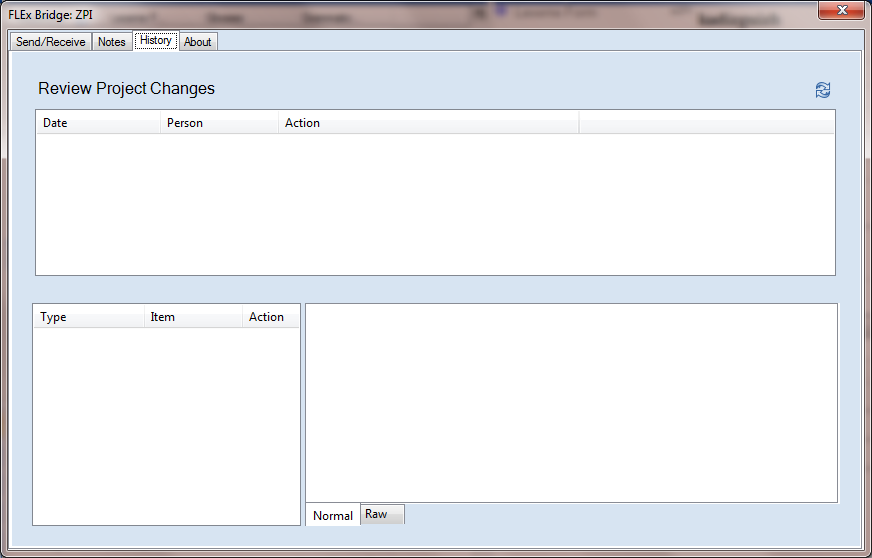 FLEx Bridge: ZPI
Send/Receive Notes History About
Review Project Changes
Date Person Action
Type Item Action
Normal Raw